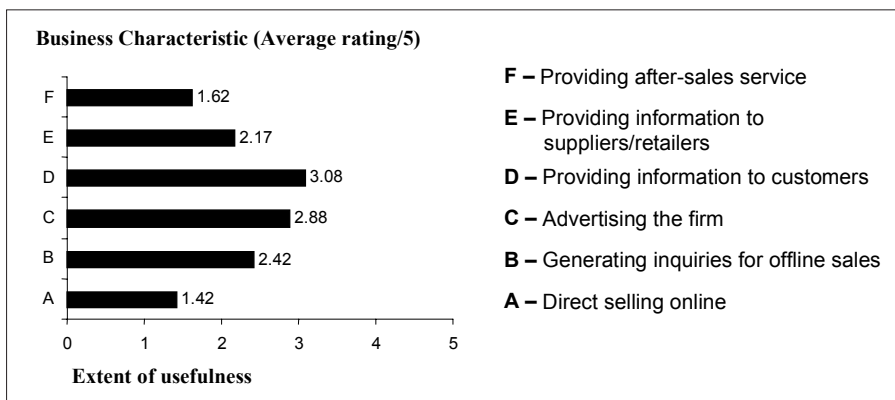 Business Characteristic (Average rating/5)
F 1.62
E 2.17
D 3.08
C 2.88
B 2.42
A 1.42
0 1 2 3 4 5
Extent of usefulness
F – Providing after-sales service
E – Providing information to
suppliers/retailers
D – Providing information to customers
C – Advertising the firm
B – Generating inquiries for offline sales
A – Direct selling online